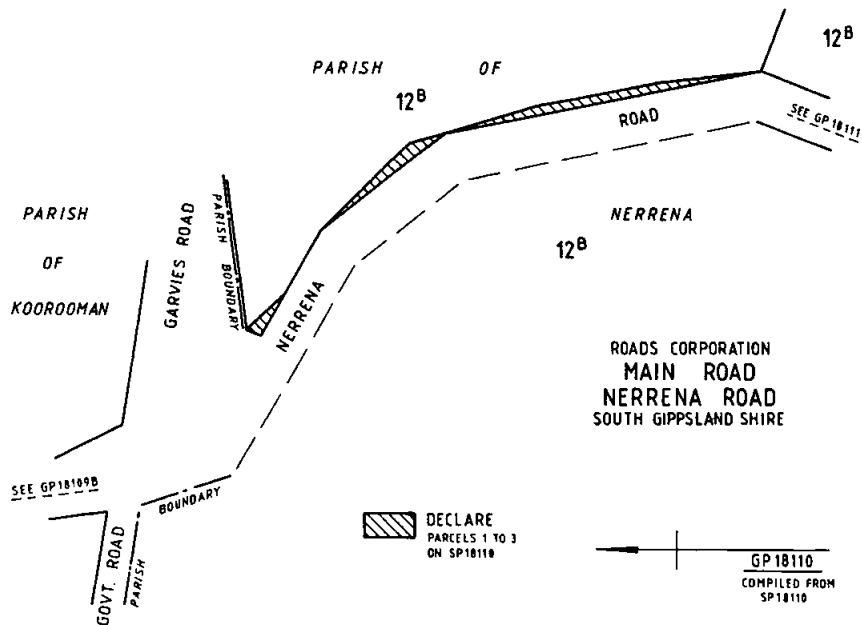 12ᴮ
PARISH OF
12ᴮ
ROAD
SEE GP18111
PARISH
OF
KOOROOMAN
GARVIES ROAD
PARISH BOUNDARY
NERRENA
NERRENA
12ᴮ
ROADS CORPORATION
MAIN ROAD
NERRENA ROAD
SOUTH GIPPSLAND SHIRE
SEE GP18109B
BOUNDARY
GOVT. ROAD
PARISH
DECLARE
PARCELS 1 TO 3
ON SP18110
GP18110
COMPILED FROM
SP18110